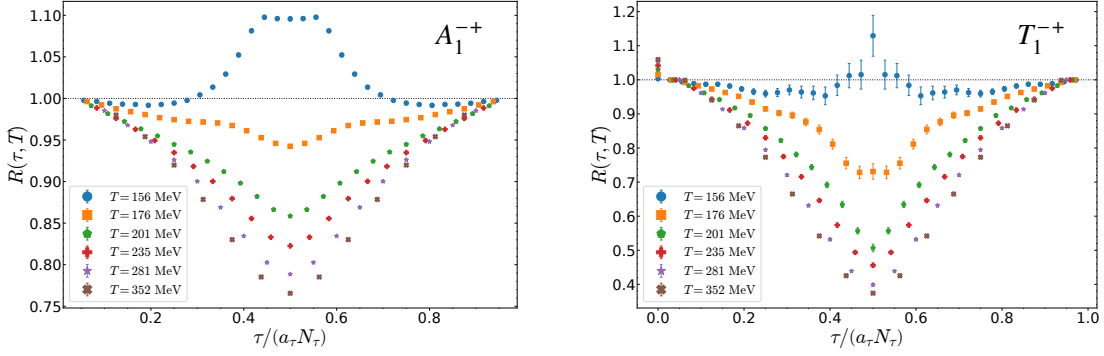 A₁⁻⁺
R(τ, T)
1.10
1.05
1.00
0.95
0.90
0.85
0.80
0.75
T = 156 MeV
T = 176 MeV
T = 201 MeV
T = 235 MeV
T = 281 MeV
T = 352 MeV
0.2 0.4 0.6 0.8
τ/(a_τ N_τ)
T₁⁻⁺
R(τ, T)
1.2
1.1
1.0
0.9
0.8
0.7
0.6
0.5
0.4
T = 156 MeV
T = 176 MeV
T = 201 MeV
T = 235 MeV
T = 281 MeV
T = 352 MeV
0.0 0.2 0.4 0.6 0.8 1.0
τ/(a_τ N_τ)